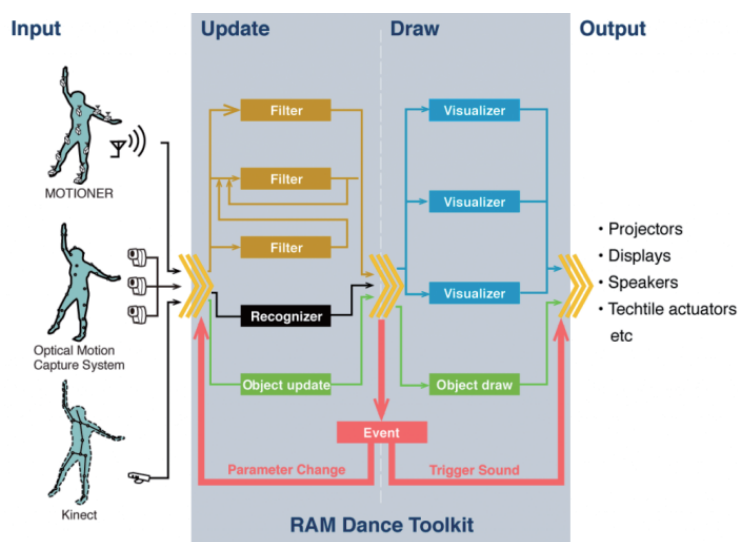 Input
Update
Draw
Output
MOTIONER
Optical Motion
Capture System
Kinect
Filter
Filter
Filter
Recognizer
Object update
Visualizer
Visualizer
Visualizer
Object draw
Event
Parameter Change
Trigger Sound
RAM Dance Toolkit
• Projectors
• Displays
• Speakers
• Techtile actuators
etc